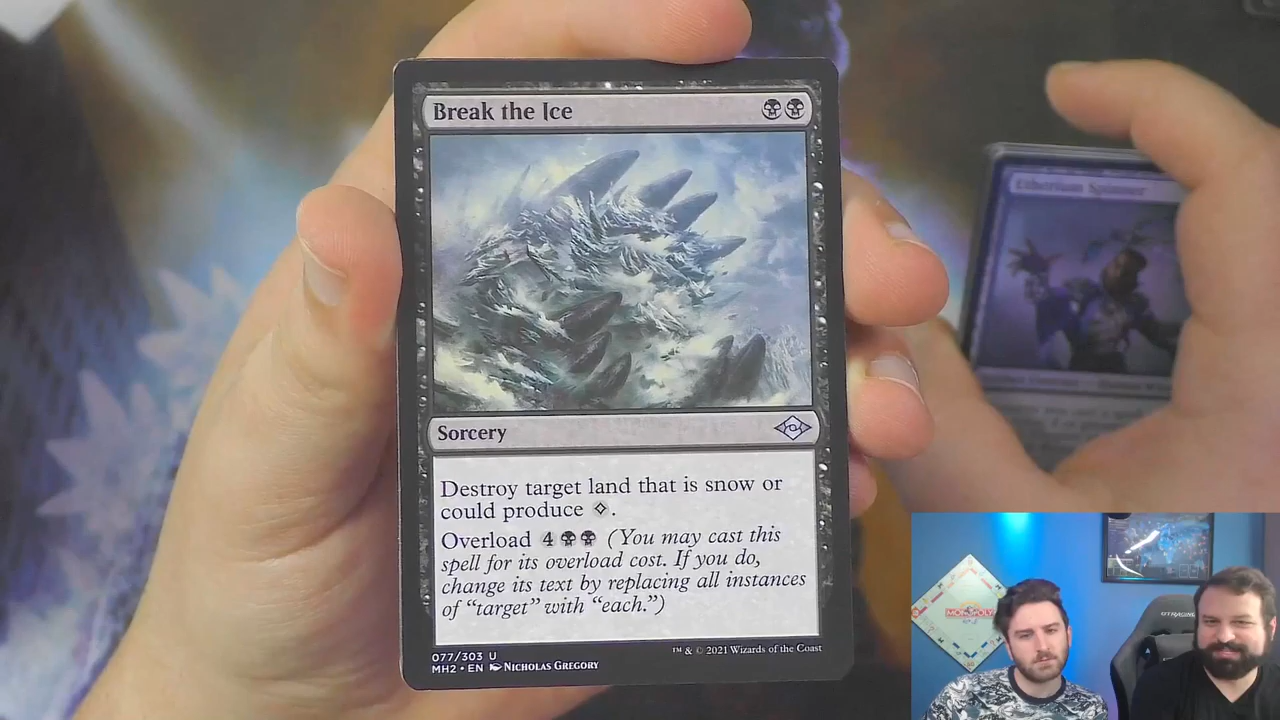 Break the Ice
Sorcery
Destroy target land that is snow or
could produce ◇.
Overload 4 (You may cast this
spell for its overload cost. If you do,
change its text by replacing all instances
of “target” with “each.”)
077/303 U
MH2 • EN Nicholas Gregory
™ & © 2021 Wizards of the Coast
Etherium Spinner
MONOPOLY
GTRACING